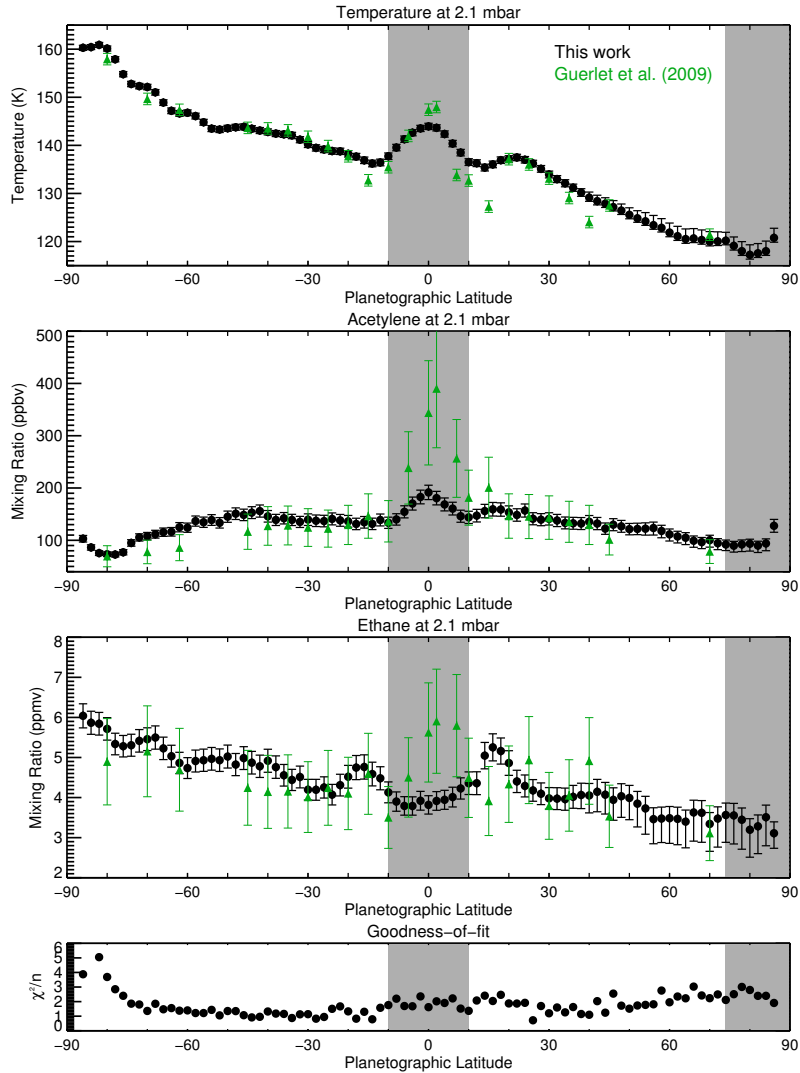 Temperature at 2.1 mbar
This work
Guerlet et al. (2009)
Temperature (K)
160
150
140
130
120
−90 −60 −30 0 30 60 90
Planetographic Latitude
Acetylene at 2.1 mbar
Mixing Ratio (ppbv)
500
400
300
200
100
−90 −60 −30 0 30 60 90
Planetographic Latitude
Ethane at 2.1 mbar
Mixing Ratio (ppmv)
8
7
6
5
4
3
2
−90 −60 −30 0 30 60 90
Planetographic Latitude
Goodness−of−fit
χ²/n
6
5
4
3
2
1
0
−90 −60 −30 0 30 60 90
Planetographic Latitude